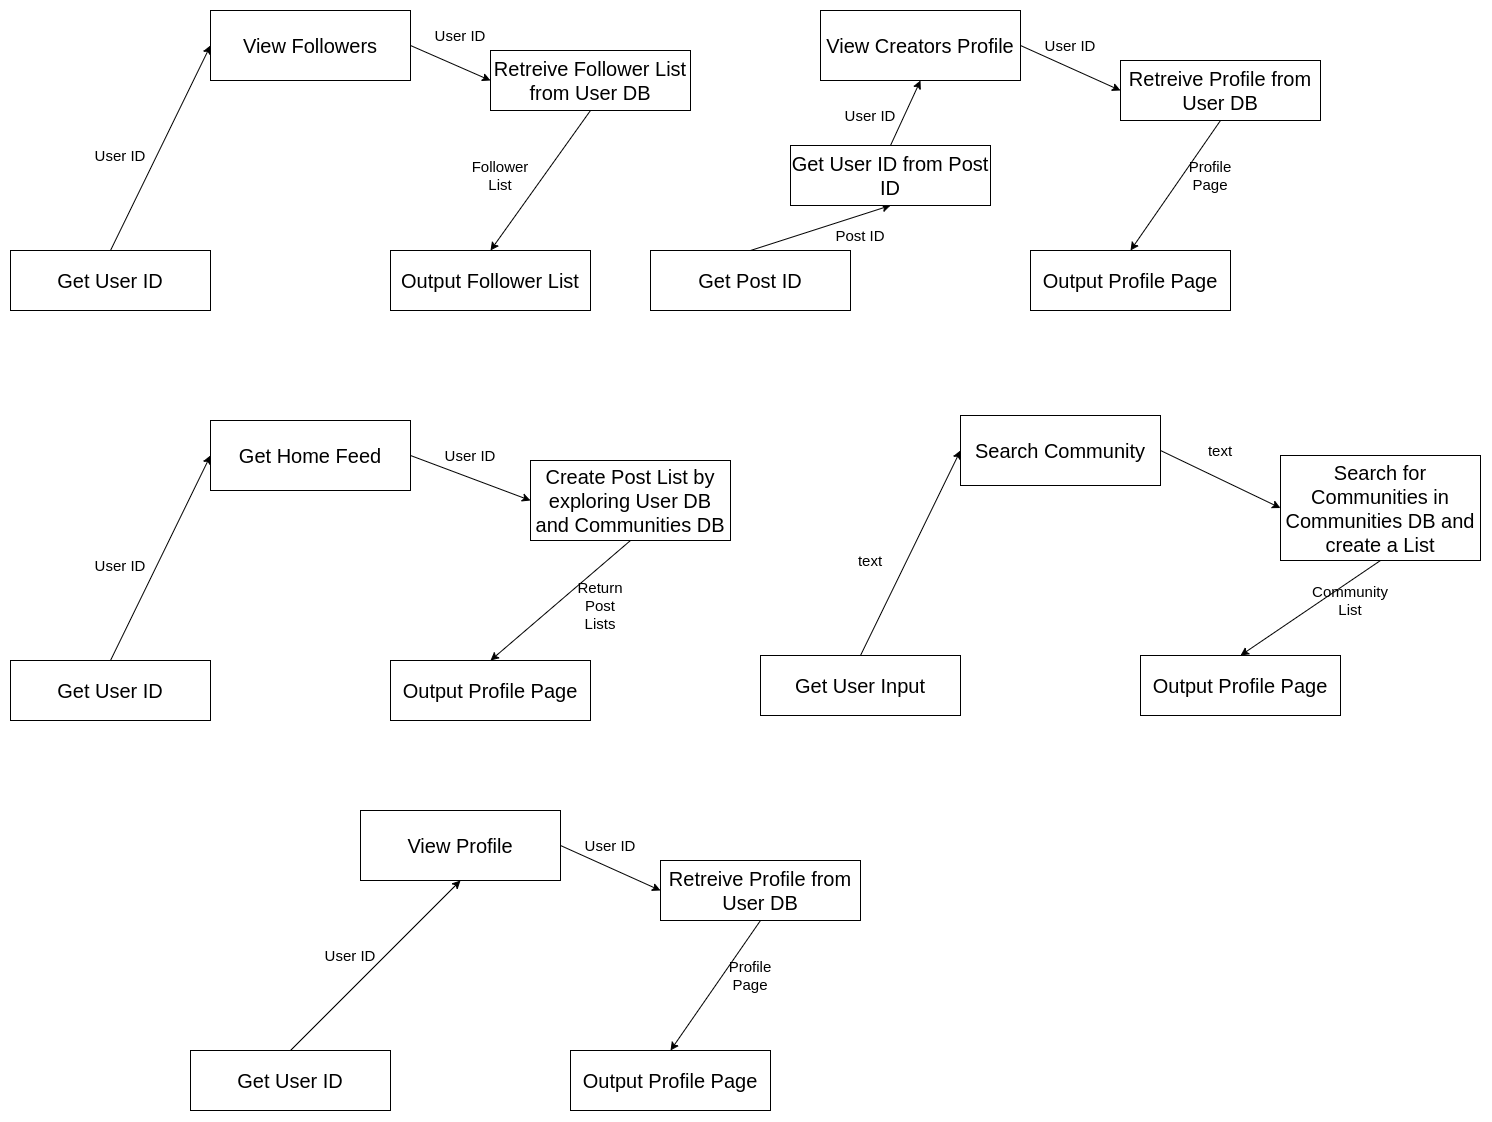 View Followers
User ID
Retreive Follower List
from User DB
User ID
Follower
List
Get User ID
Output Follower List
View Creators Profile
User ID
Retreive Profile from
User DB
User ID
Get User ID from Post
ID
Profile
Page
Post ID
Get Post ID
Output Profile Page
Get Home Feed
User ID
Create Post List by
exploring User DB
and Communities DB
User ID
Return
Post
Lists
Get User ID
Output Profile Page
Search Community
text
Search for
Communities in
Communities DB and
create a List
text
Community
List
Get User Input
Output Profile Page
View Profile
User ID
Retreive Profile from
User DB
User ID
Profile
Page
Get User ID
Output Profile Page